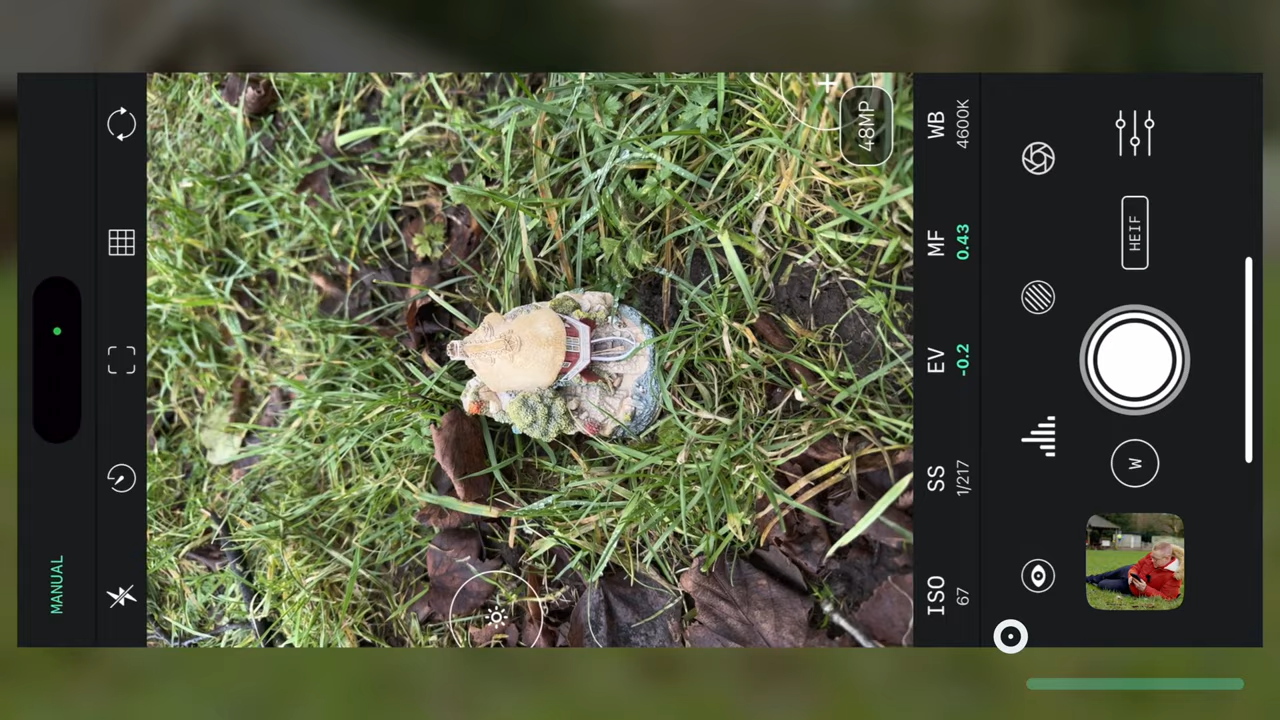 MANUAL
48MP
ISO
67
SS
1/217
EV
-0.2
MF
0.43
WB
4600K
HEIF
W